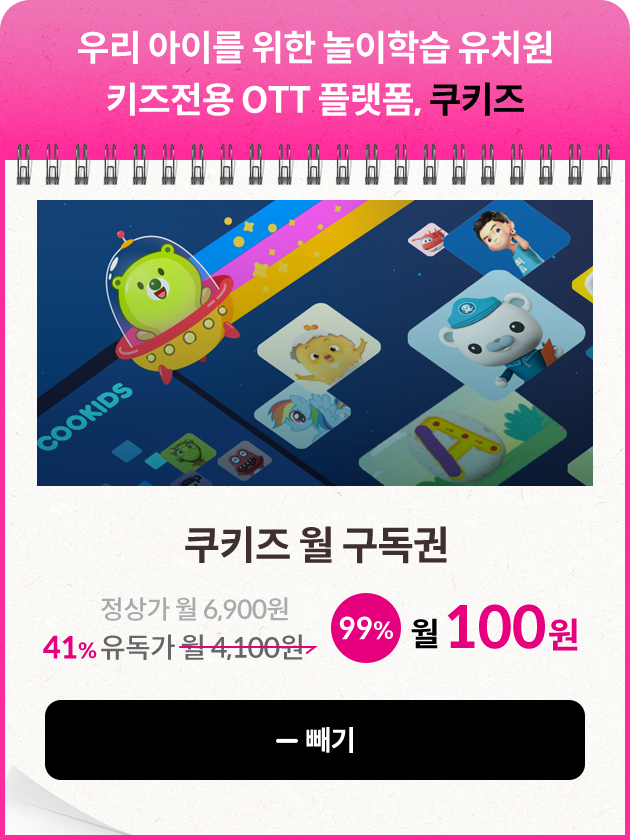 우리 아이를 위한 놀이학습 유치원
키즈전용 OTT 플랫폼, 쿠키즈
COOKIDS
쿠키즈 월 구독권
정상가 월 6,900원
41% 유독가 월 4,100원
99% 월 100원
— 빼기